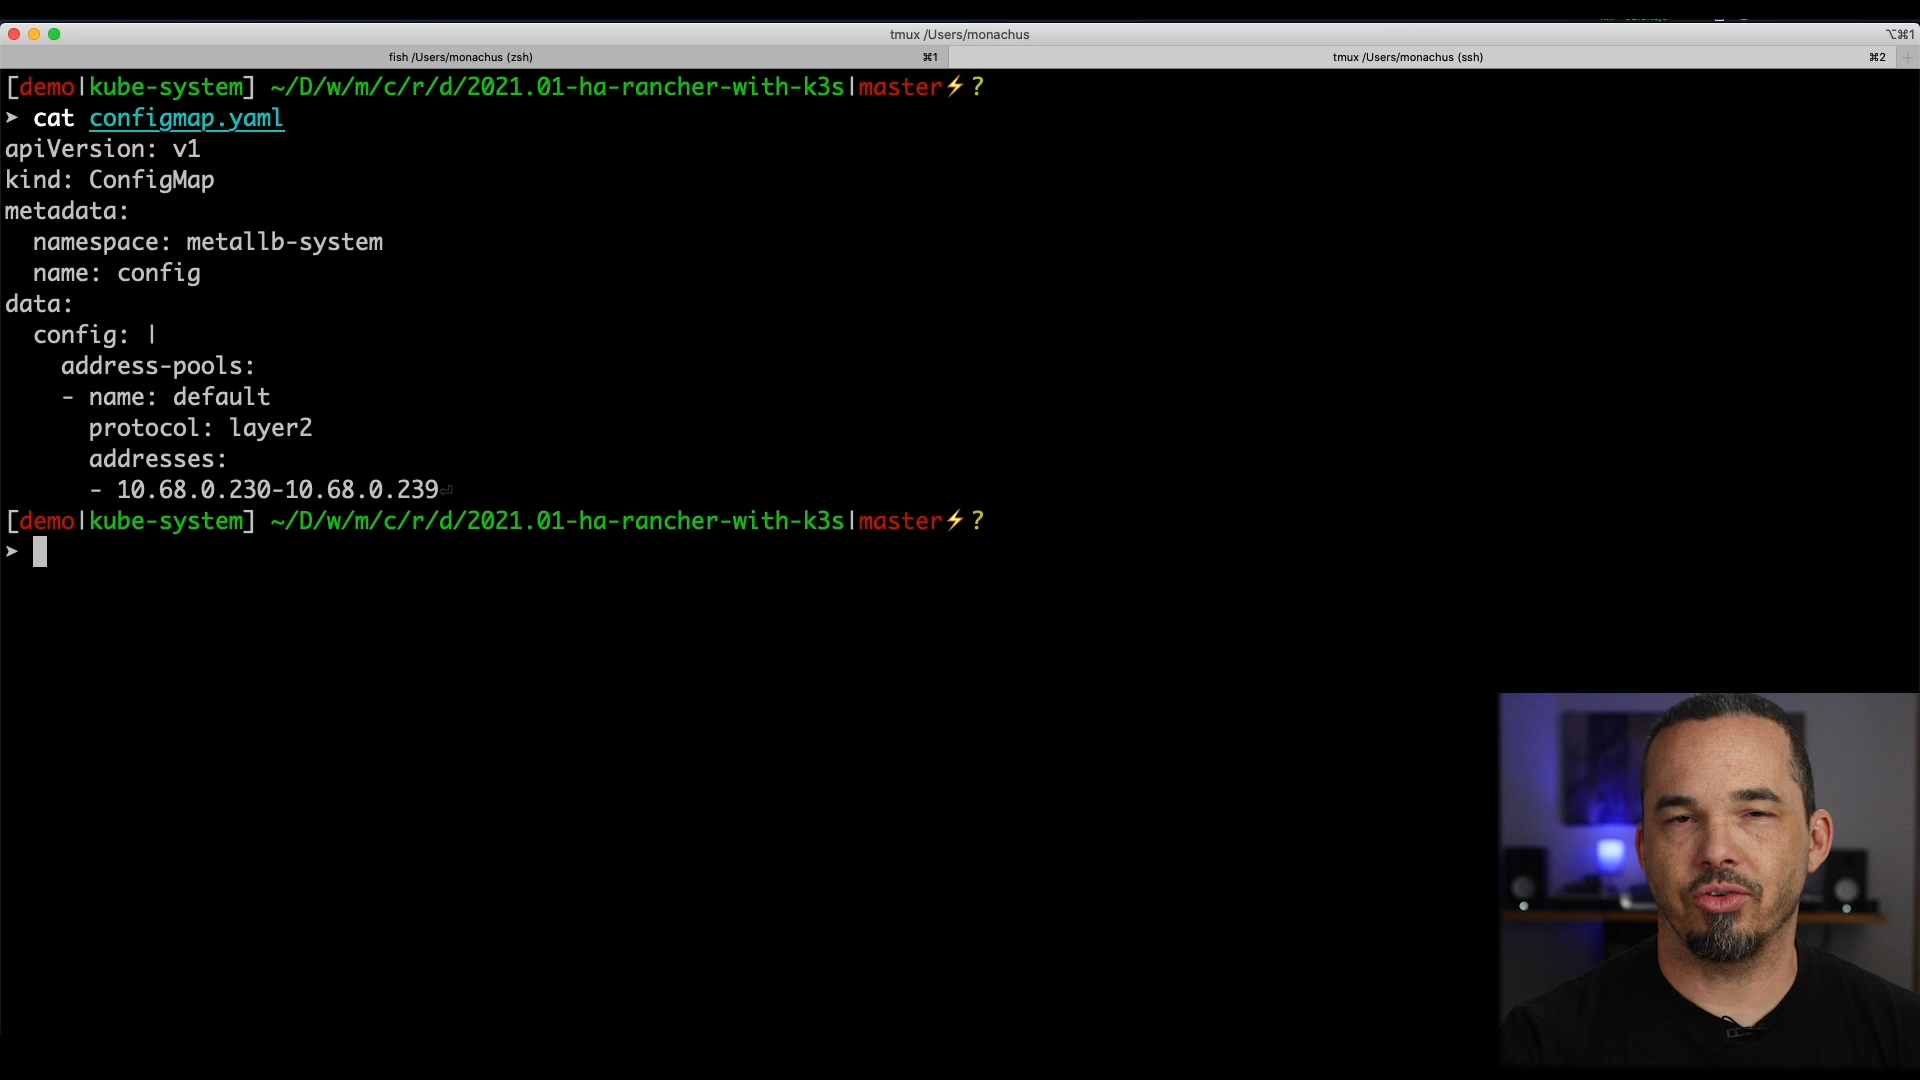 tmux /Users/monachus
⌥⌘1
fish /Users/monachus (zsh)
⌘1
tmux /Users/monachus (ssh)
⌘2
[demo|kube-system] ~/D/w/m/c/r/d/2021.01-ha-rancher-with-k3s|master⚡?
➤ cat configmap.yaml
apiVersion: v1
kind: ConfigMap
metadata:
  namespace: metallb-system
  name: config
data:
  config: |
    address-pools:
    - name: default
      protocol: layer2
      addresses:
      - 10.68.0.230-10.68.0.239⏎
[demo|kube-system] ~/D/w/m/c/r/d/2021.01-ha-rancher-with-k3s|master⚡?
➤